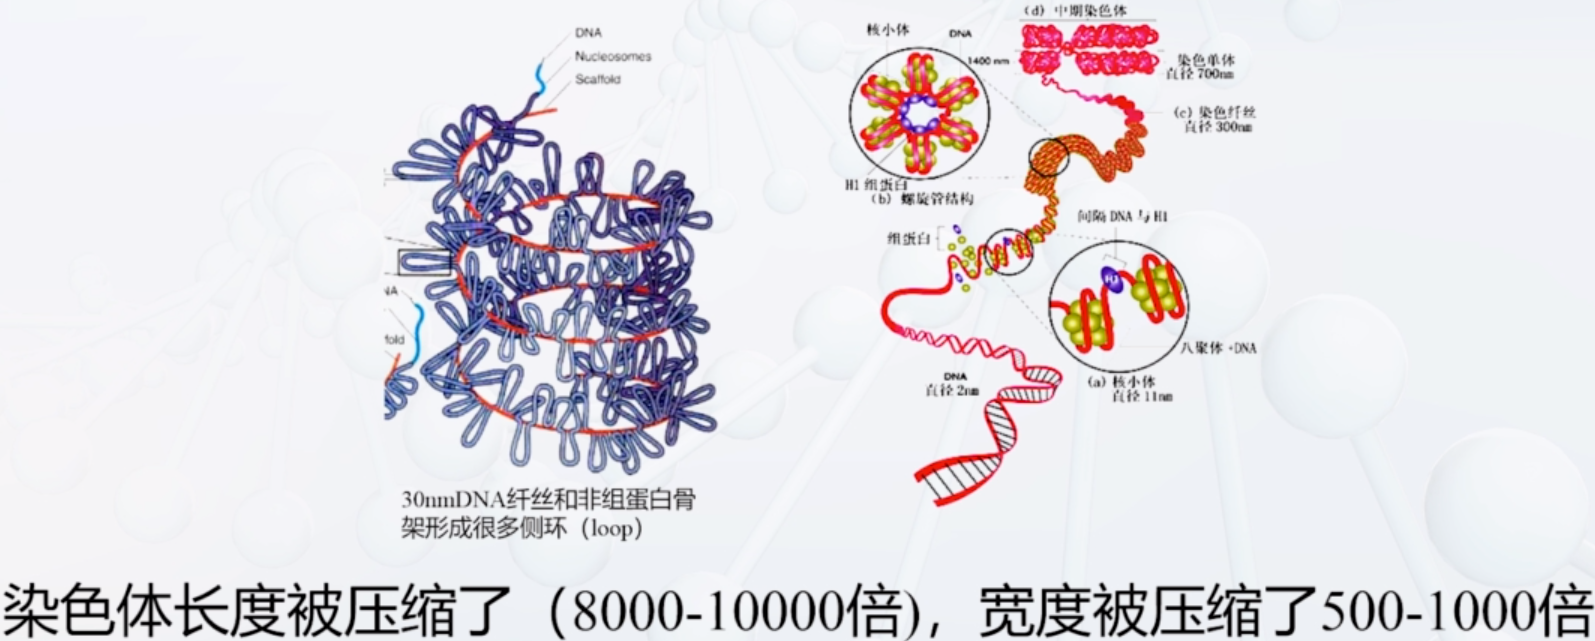 DNA
Nucleosomes
Scaffold
NA
fold
30nmDNA纤丝和非组蛋白骨
架形成很多侧环（loop）
(d) 中期染色体
核小体
DNA
1400 nm
染色单体
直径 700nm
(c) 染色纤丝
直径 300nm
H1 组蛋白
(b) 螺旋管结构
组蛋白
间隔 DNA 与 H1
H1
八聚体 +DNA
(a) 核小体
直径 11nm
DNA
直径 2nm
染色体长度被压缩了（8000-10000倍)，宽度被压缩了500-1000倍